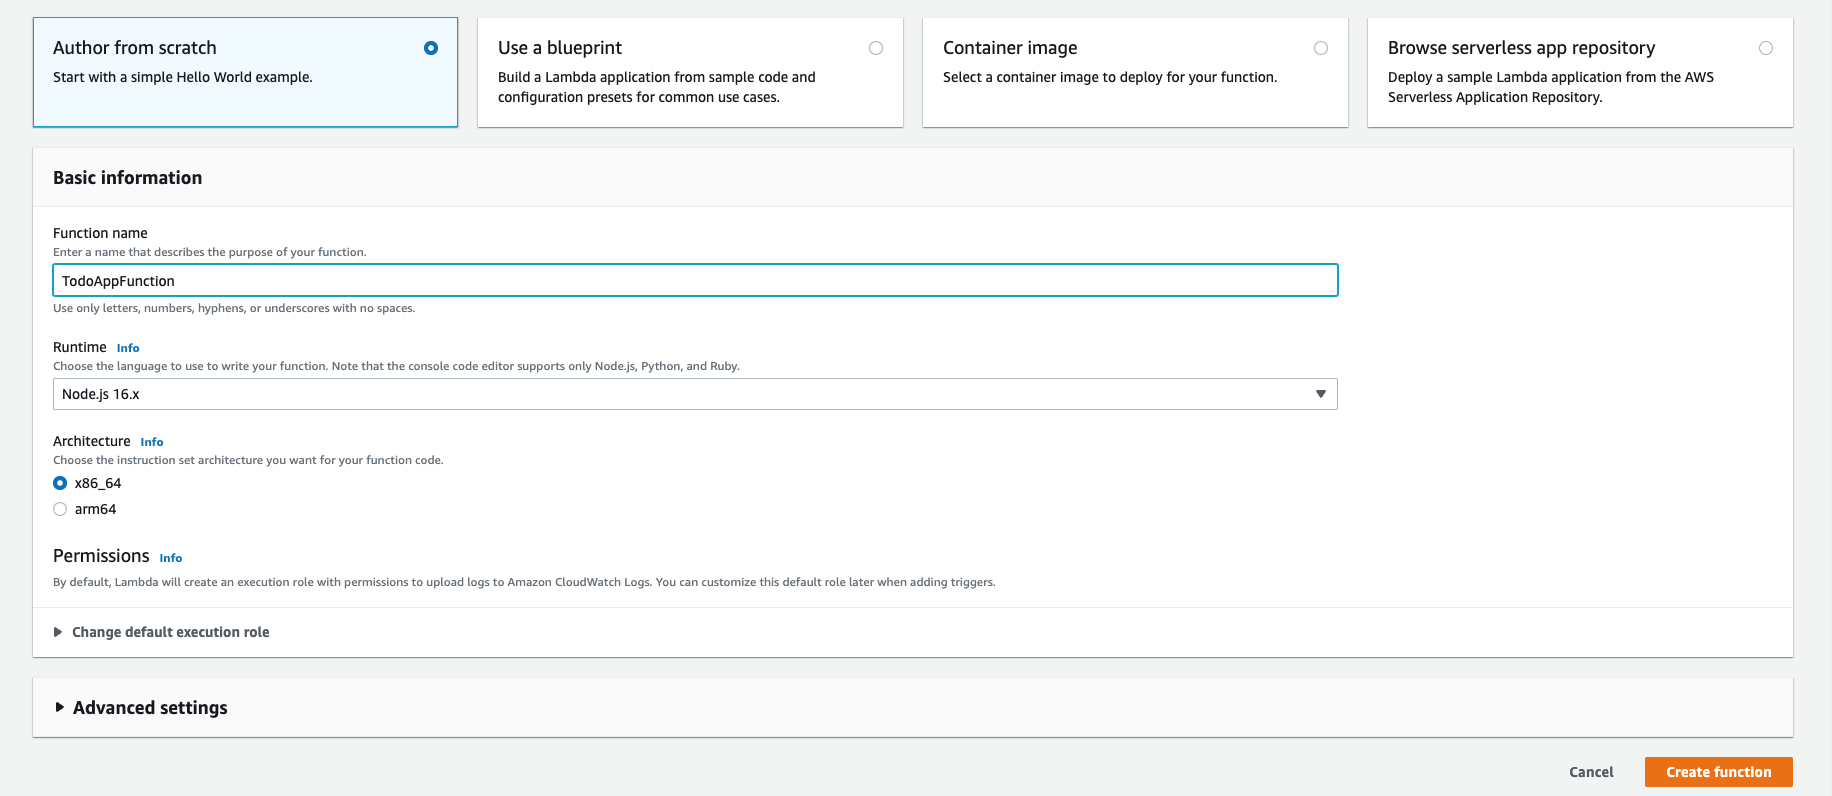 Author from scratch
Start with a simple Hello World example.
Use a blueprint
Build a Lambda application from sample code and
configuration presets for common use cases.
Container image
Select a container image to deploy for your function.
Browse serverless app repository
Deploy a sample Lambda application from the AWS
Serverless Application Repository.
Basic information
Function name
Enter a name that describes the purpose of your function.
TodoAppFunction
Use only letters, numbers, hyphens, or underscores with no spaces.
Runtime Info
Choose the language to use to write your function. Note that the console code editor supports only Node.js, Python, and Ruby.
Node.js 16.x
Architecture Info
Choose the instruction set architecture you want for your function code.
x86_64
arm64
Permissions Info
By default, Lambda will create an execution role with permissions to upload logs to Amazon CloudWatch Logs. You can customize this default role later when adding triggers.
Change default execution role
Advanced settings
Cancel Create function